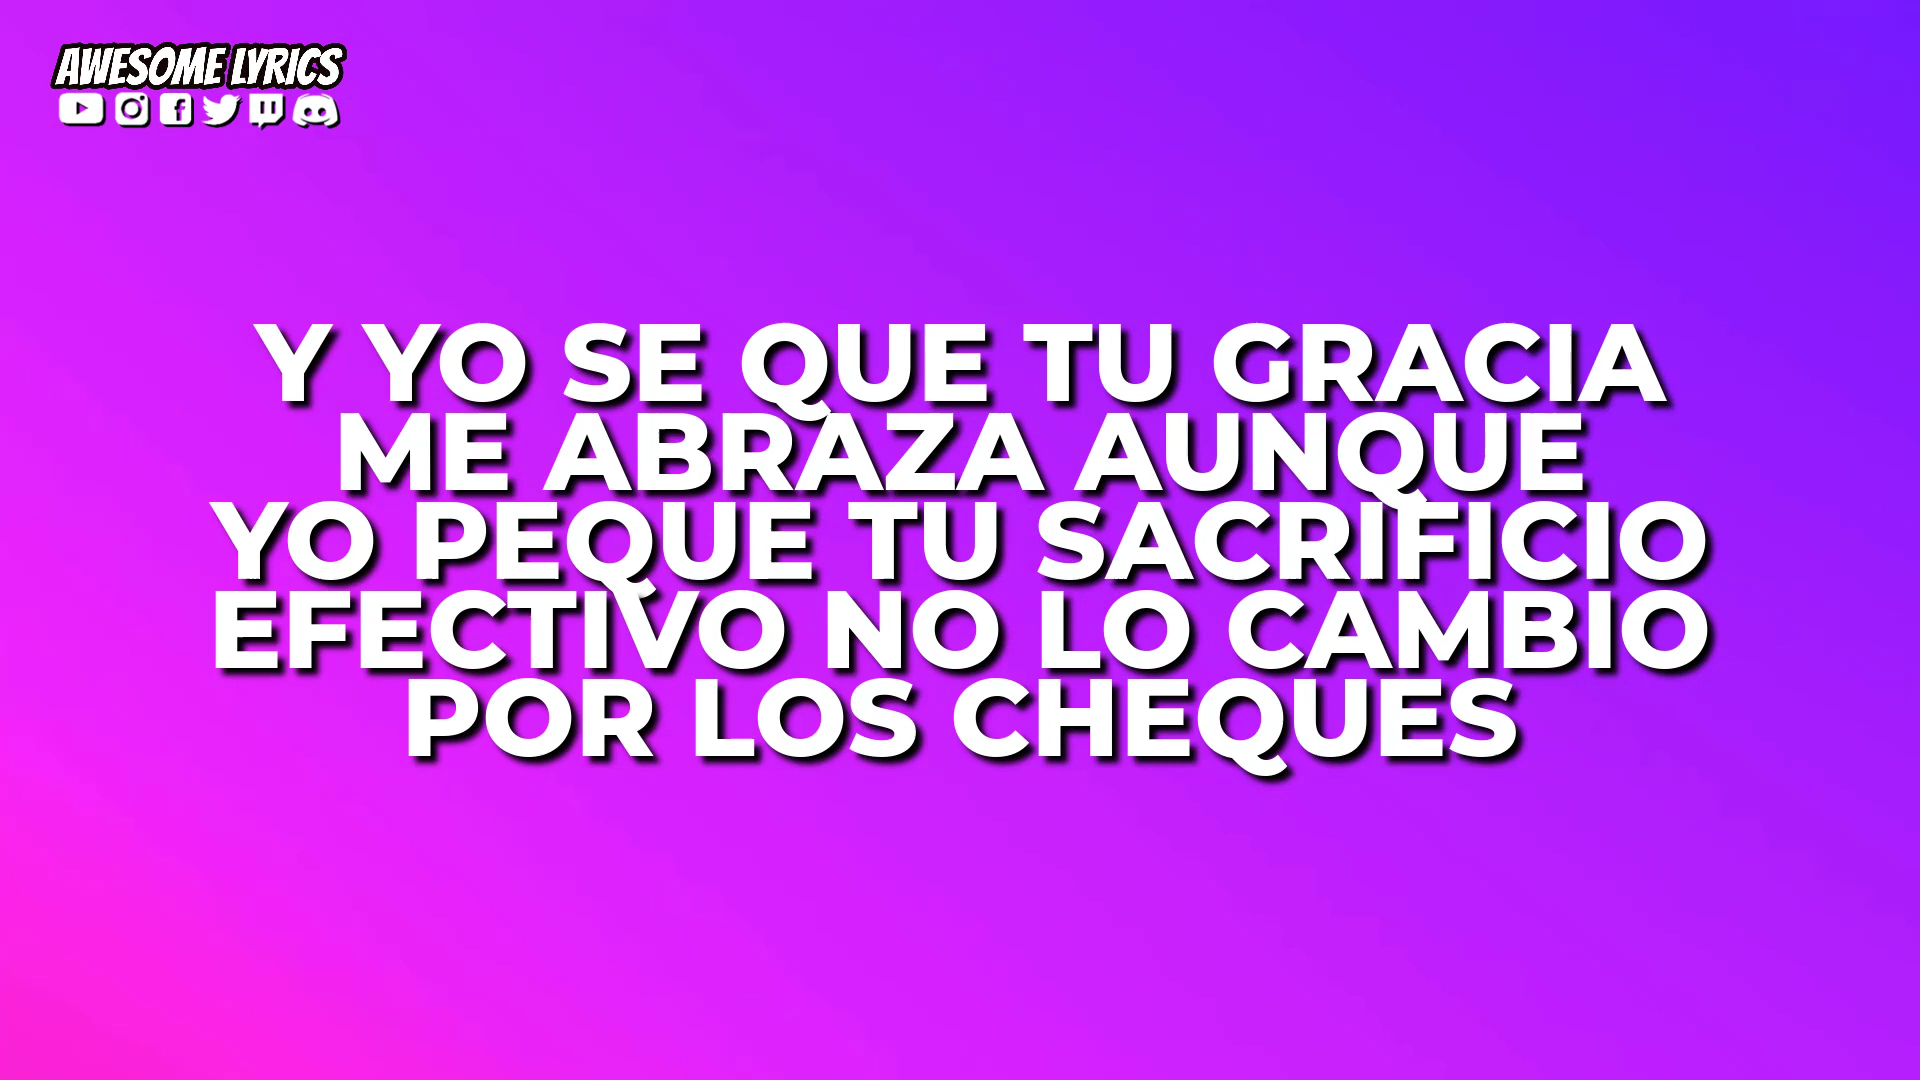 AWESOME LYRICS
Y YO SE QUE TU GRACIA
ME ABRAZA AUNQUE
YO PEQUE TU SACRIFICIO
EFECTIVO NO LO CAMBIO
POR LOS CHEQUES